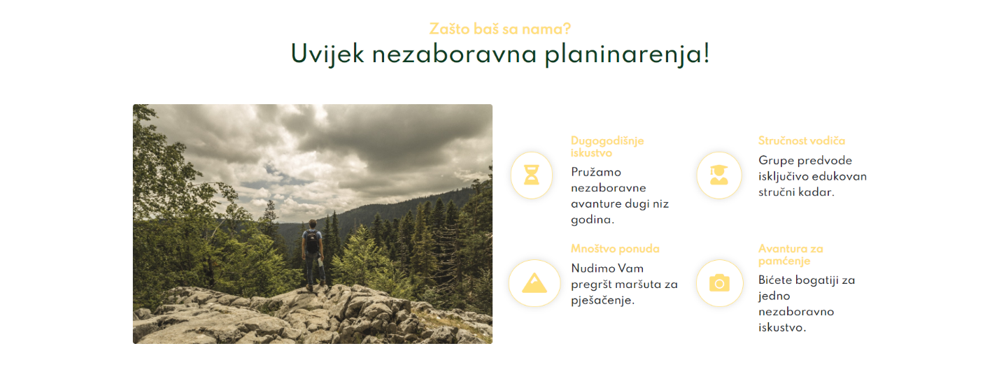 Zašto baš sa nama?
Uvijek nezaboravna planinarenja!
Dugogodišnje
iskustvo
Pružamo
nezaboravne
avanture dugi niz
godina.
Stručnost vodiča
Grupe predvode
isključivo edukovan
stručni kadar.
Mnoštvo ponuda
Nudimo Vam
pregršt maršuta za
pješačenje.
Avantura za
pamćenje
Bićete bogatiji za
jedno
nezaboravno
iskustvo.